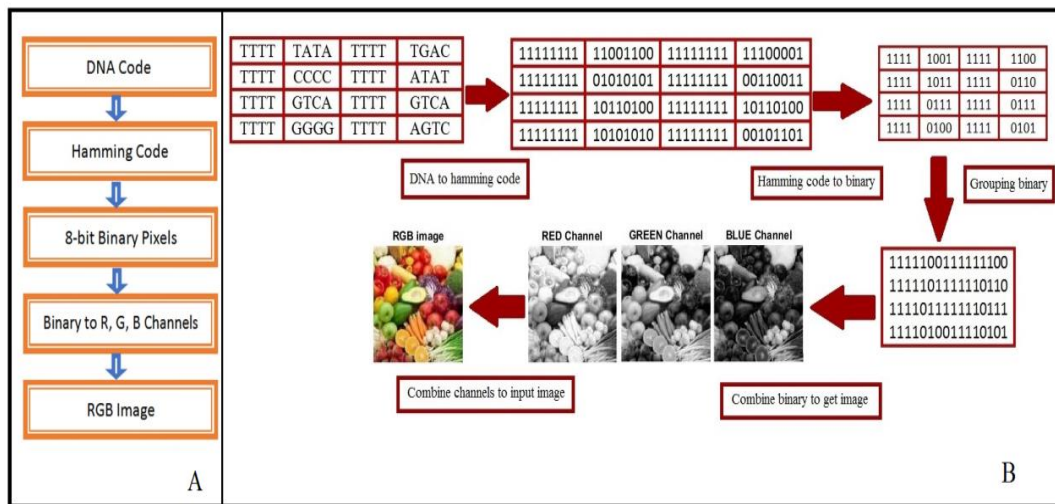 DNA Code
Hamming Code
8-bit Binary Pixels
Binary to R, G, B Channels
RGB Image
A
TTTT TATA TTTT TGAC
TTTT CCCC TTTT ATAT
TTTT GTCA TTTT GTCA
TTTT GGGG TTTT AGTC
DNA to hamming code
11111111 11001100 11111111 11100001
11111111 01010101 11111111 00110011
11111111 10110100 11111111 10110100
11111111 10101010 11111111 00101101
Hamming code to binary
1111 1001 1111 1100
1111 1011 1111 0110
1111 0111 1111 0111
1111 0100 1111 0101
Grouping binary
1111100111111100
1111101111110110
1111011111110111
1111010011110101
Combine binary to get image
RED Channel GREEN Channel BLUE Channel
RGB image
Combine channels to input image
B